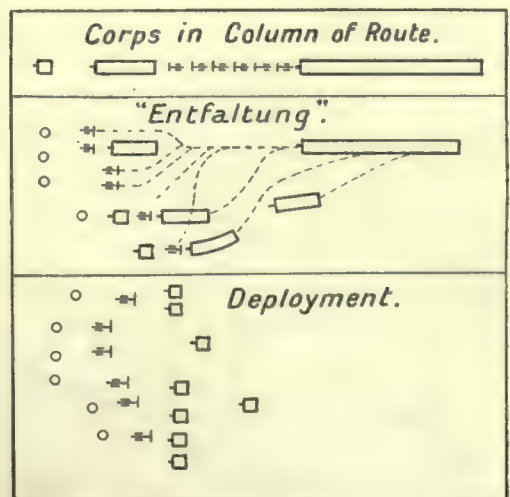 Corps in Column of Route.
"Entfaltung".
Deployment.